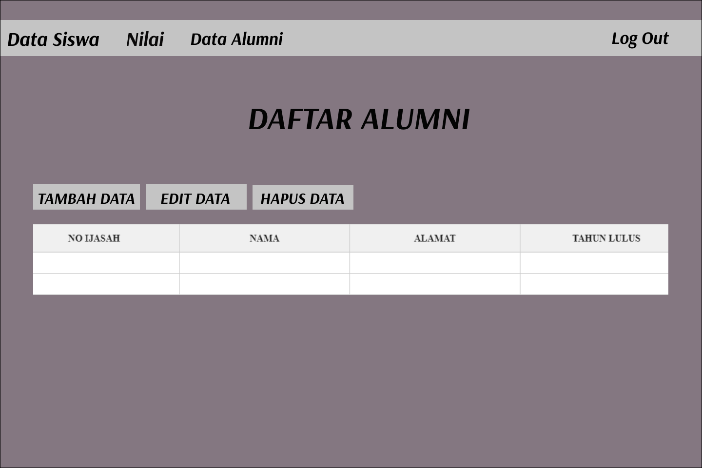 Data Siswa Nilai Data Alumni Log Out
DAFTAR ALUMNI
TAMBAH DATA EDIT DATA HAPUS DATA
NO IJASAH NAMA ALAMAT TAHUN LULUS